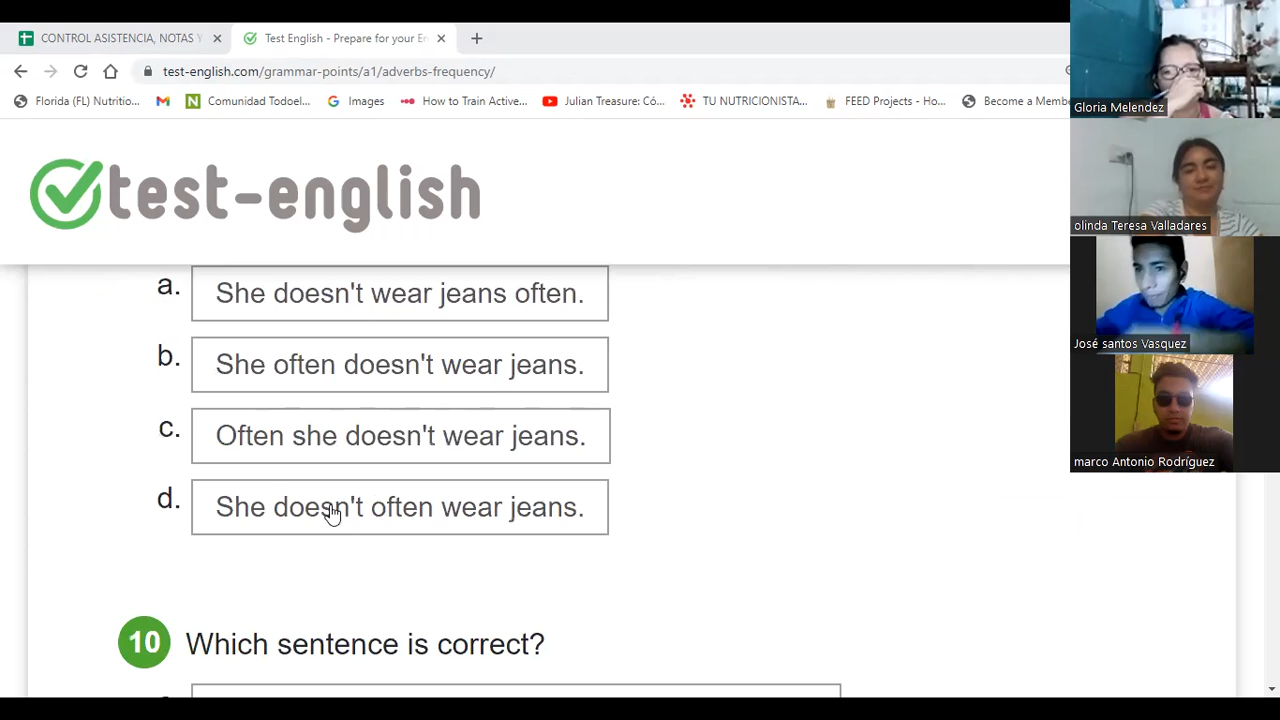 CONTROL ASISTENCIA, NOTAS Y
Test English - Prepare for your En
test-english.com/grammar-points/a1/adverbs-frequency/
Florida (FL) Nutritio...
Comunidad Todoel...
Images
How to Train Active...
Julian Treasure: Có...
TU NUTRICIONISTA...
FEED Projects - Ho...
Become a Membe
test-english
a. She doesn't wear jeans often.
b. She often doesn't wear jeans.
c. Often she doesn't wear jeans.
d. She doesn't often wear jeans.
10 Which sentence is correct?
Gloria Melendez
olinda Teresa Valladares
José santos Vasquez
marco Antonio Rodríguez